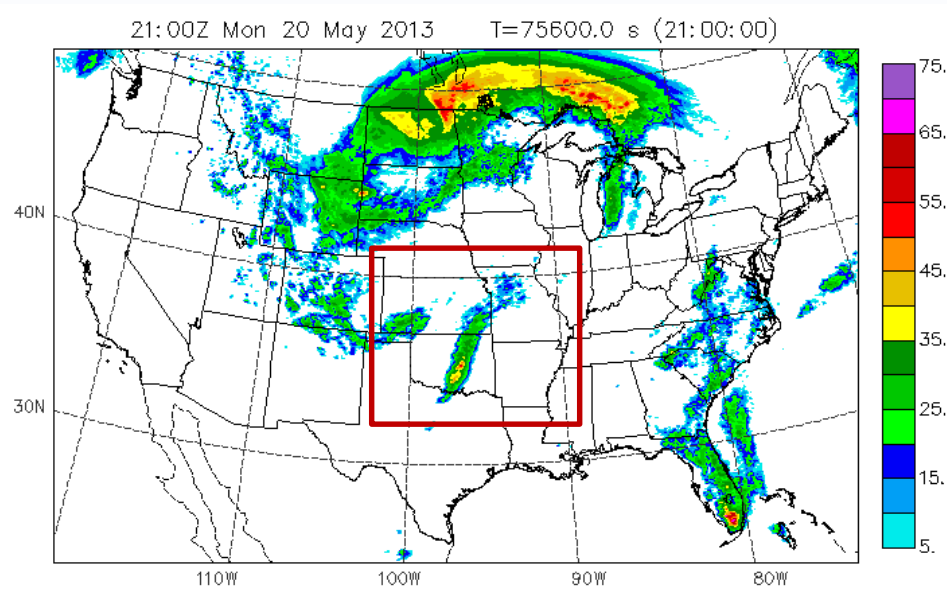 21:00Z Mon 20 May 2013 T=75600.0 s (21:00:00)
75.
65.
55.
45.
35.
25.
15.
5.
40N
30N
110W
100W
90W
80W